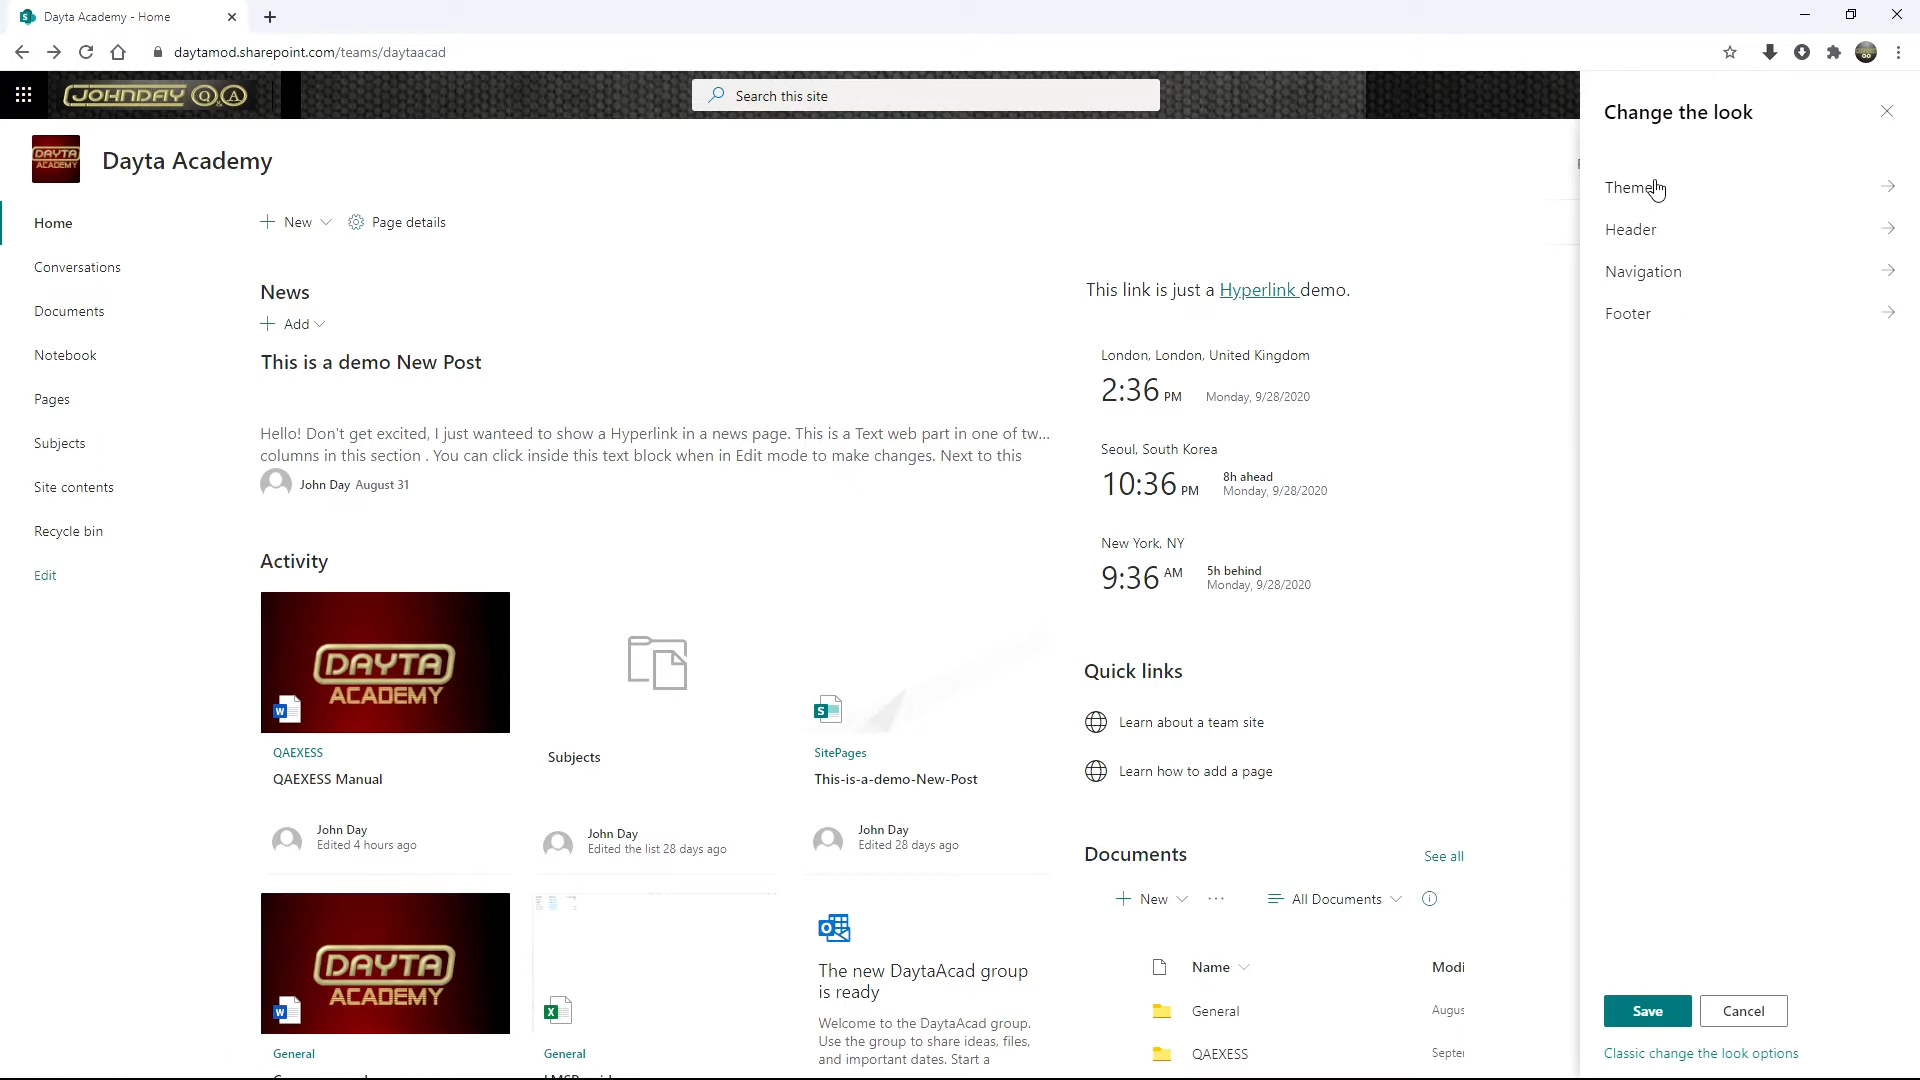 Dayta Academy - Home
daytamod.sharepoint.com/teams/daytaacad
JOHNDAY Q&A
Search this site
Change the look
DAYTA
ACADEMY
Dayta Academy
Theme
Header
Navigation
Footer
Home
Conversations
Documents
Notebook
Pages
Subjects
Site contents
Recycle bin
Edit
New
Page details
News
Add
This is a demo New Post
Hello! Don't get excited, I just wanteed to show a Hyperlink in a news page. This is a Text web part in one of tw...
columns in this section . You can click inside this text block when in Edit mode to make changes. Next to this
John Day August 31
This link is just a Hyperlink demo.
London, London, United Kingdom
2:36 PM Monday, 9/28/2020
Seoul, South Korea
10:36 PM 8h ahead
Monday, 9/28/2020
New York, NY
9:36 AM 5h behind
Monday, 9/28/2020
Activity
DAYTA
ACADEMY
QAEXESS
QAEXESS Manual
John Day
Edited 4 hours ago
Subjects
John Day
Edited the list 28 days ago
SitePages
This-is-a-demo-New-Post
John Day
Edited 28 days ago
DAYTA
ACADEMY
General
General
The new DaytaAcad group
is ready
Welcome to the DaytaAcad group.
Use the group to share ideas, files,
and important dates. Start a
Quick links
Learn about a team site
Learn how to add a page
Documents
See all
New
All Documents
Name
Modi
General
Augus
QAEXESS
Septer
Save
Cancel
Classic change the look options